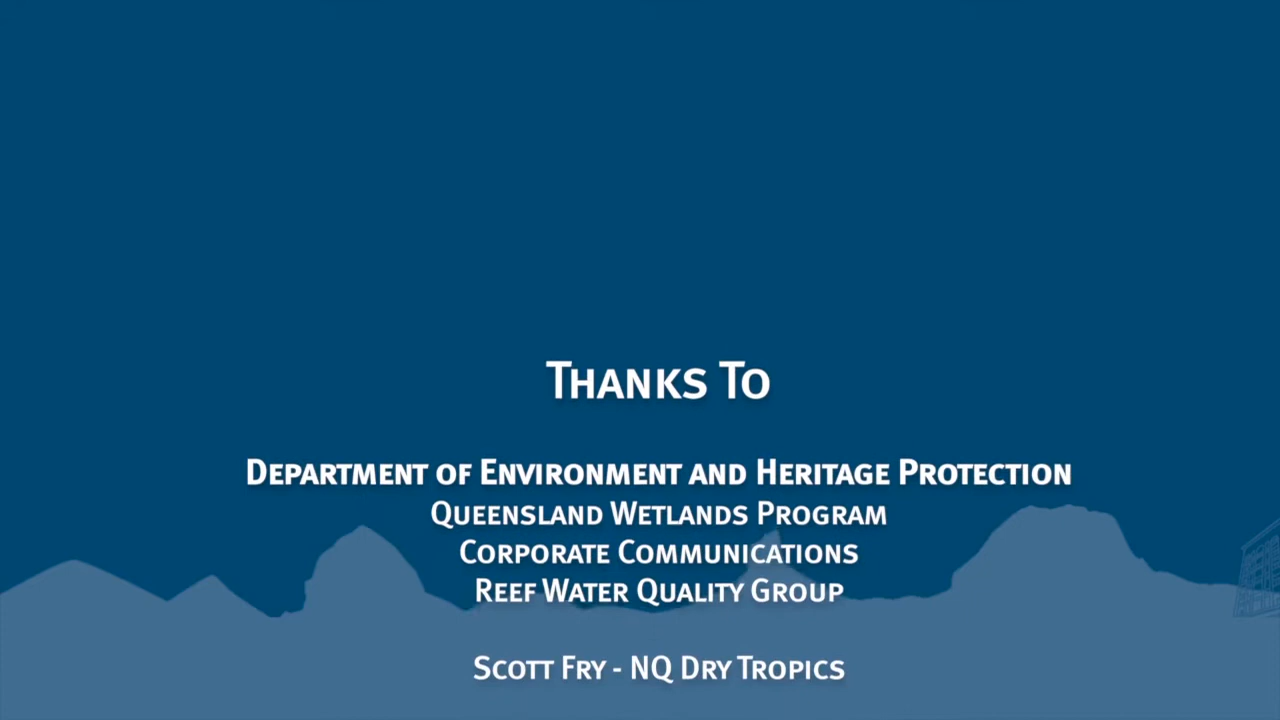 Thanks To
Department of Environment and Heritage Protection
Queensland Wetlands Program
Corporate Communications
Reef Water Quality Group
Scott Fry - NQ Dry Tropics